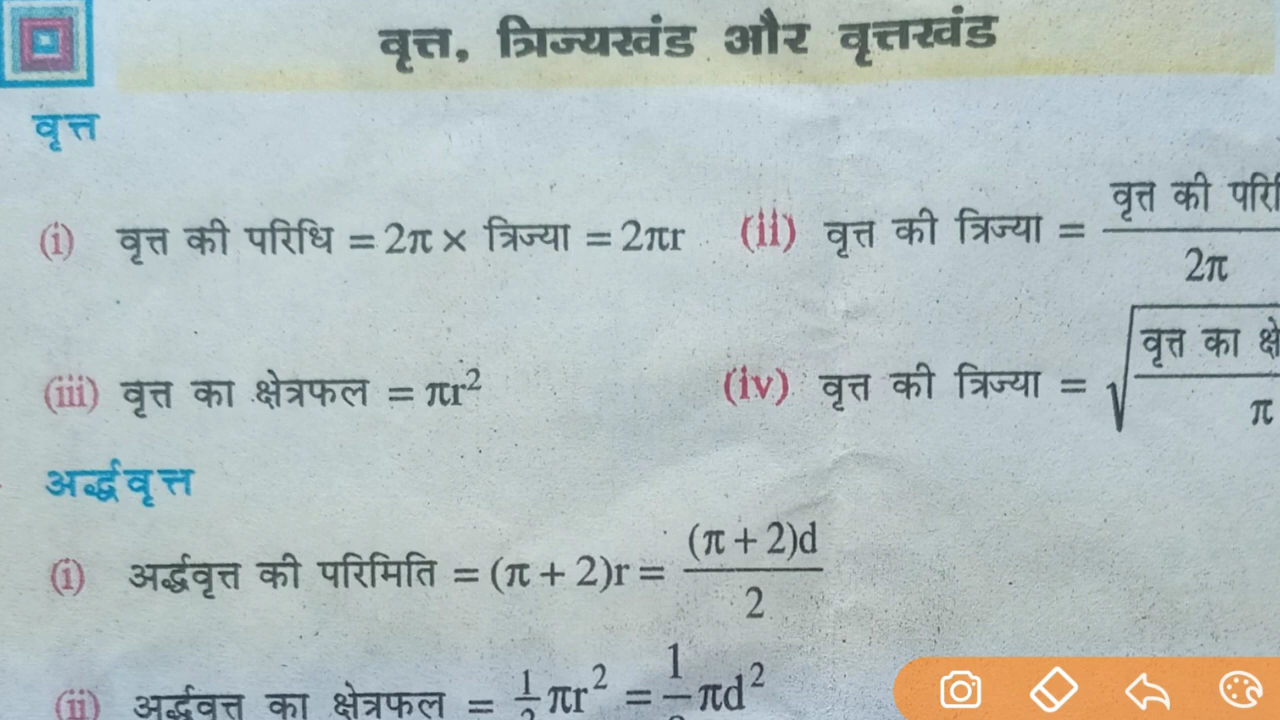 वृत्त, त्रिज्यखंड और वृत्तखंड
वृत्त
(i) वृत्त की परिधि = 2π × त्रिज्या = 2πr
(ii) वृत्त की त्रिज्या = वृत्त की / 2π
(iii) वृत्त का क्षेत्रफल = πr²
(iv) वृत्त की त्रिज्या = √(वृत्त का / π)
अर्द्धवृत्त
(i) अर्द्धवृत्त की परिमिति = (π + 2)r = (π + 2)d / 2
(ii) अर्द्धवृत्त का क्षेत्रफल = πr² = πd²